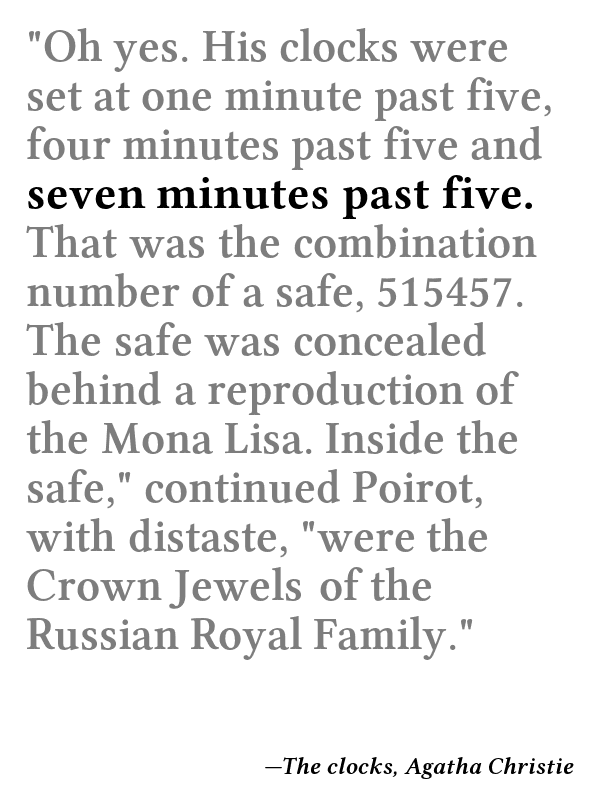 "Oh yes. His clocks were
set at one minute past five,
four minutes past five and
seven minutes past five.
That was the combination
number of a safe, 515457.
The safe was concealed
behind a reproduction of
the Mona Lisa. Inside the
safe," continued Poirot,
with distaste, "were the
Crown Jewels of the
Russian Royal Family."
—The clocks, Agatha Christie